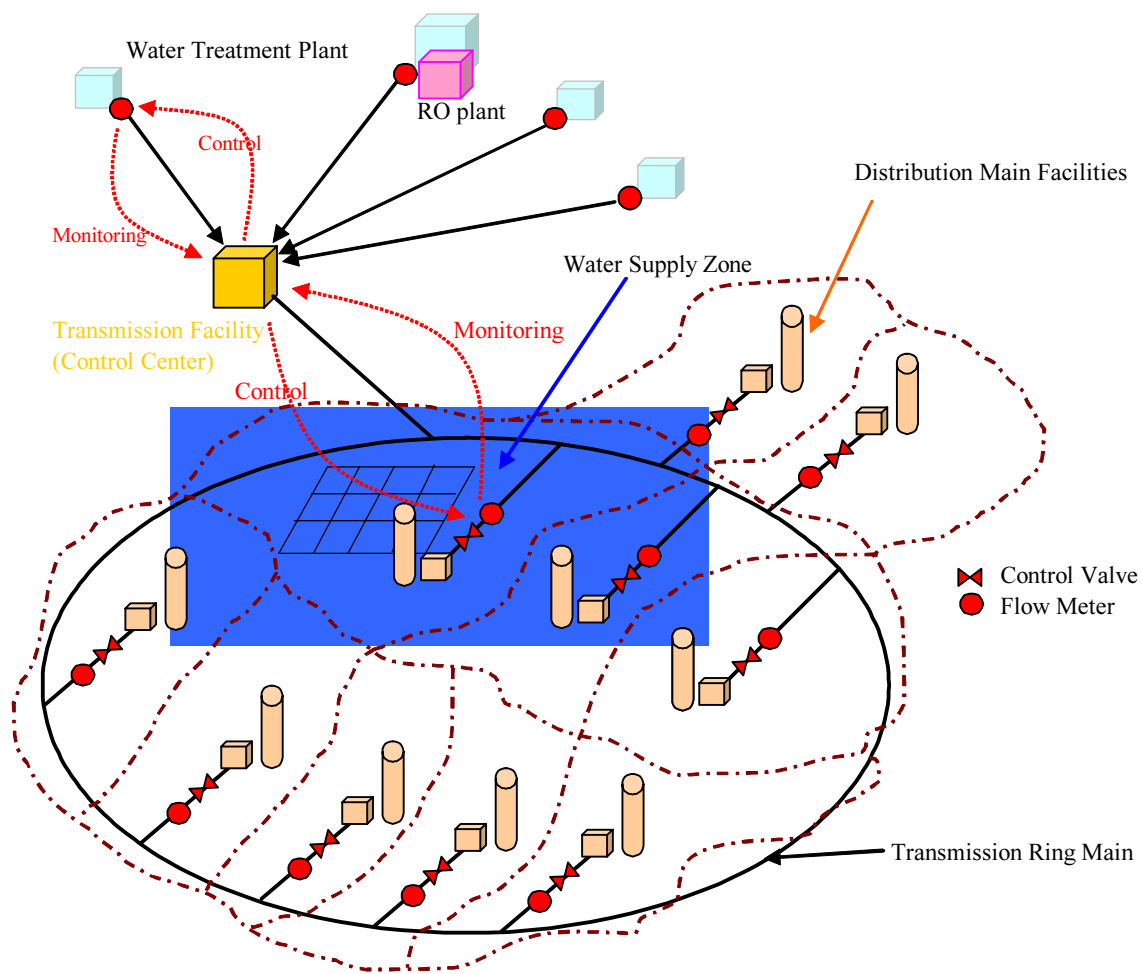 Water Treatment Plant
RO plant
Control
Distribution Main Facilities
Monitoring
Water Supply Zone
Transmission Facility
(Control Center)
Monitoring
Control
Control Valve
Flow Meter
Transmission Ring Main